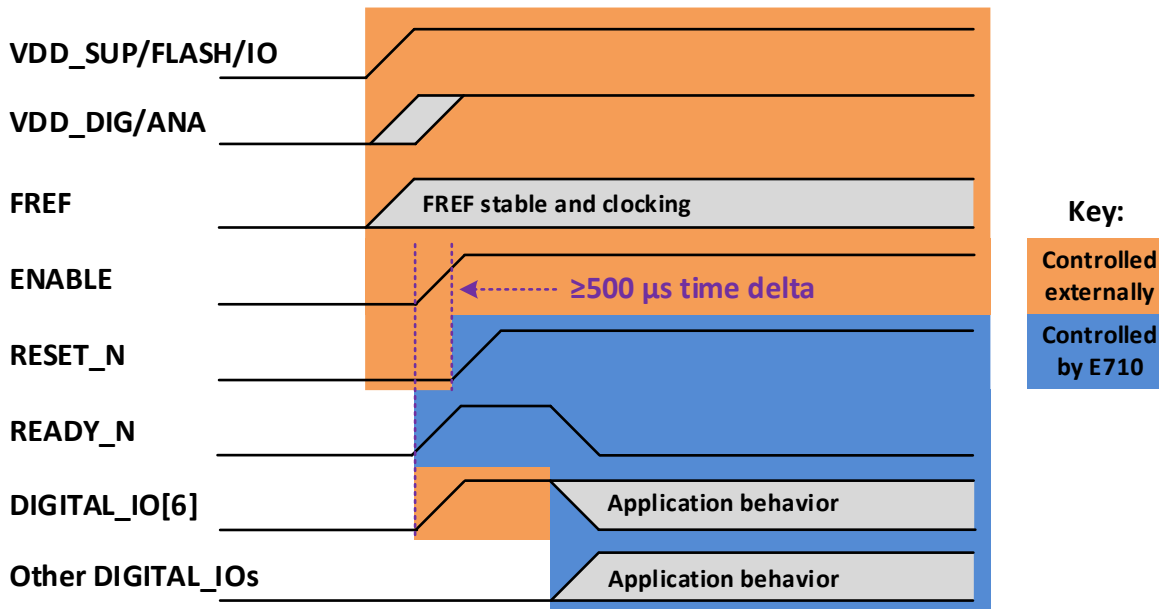 VDD_SUP/FLASH/IO
VDD_DIG/ANA
FREF
FREF stable and clocking
ENABLE
≥500 µs time delta
RESET_N
READY_N
DIGITAL_IO[6]
Application behavior
Other DIGITAL_IOs
Application behavior
Key:
Controlled
externally
Controlled
by E710